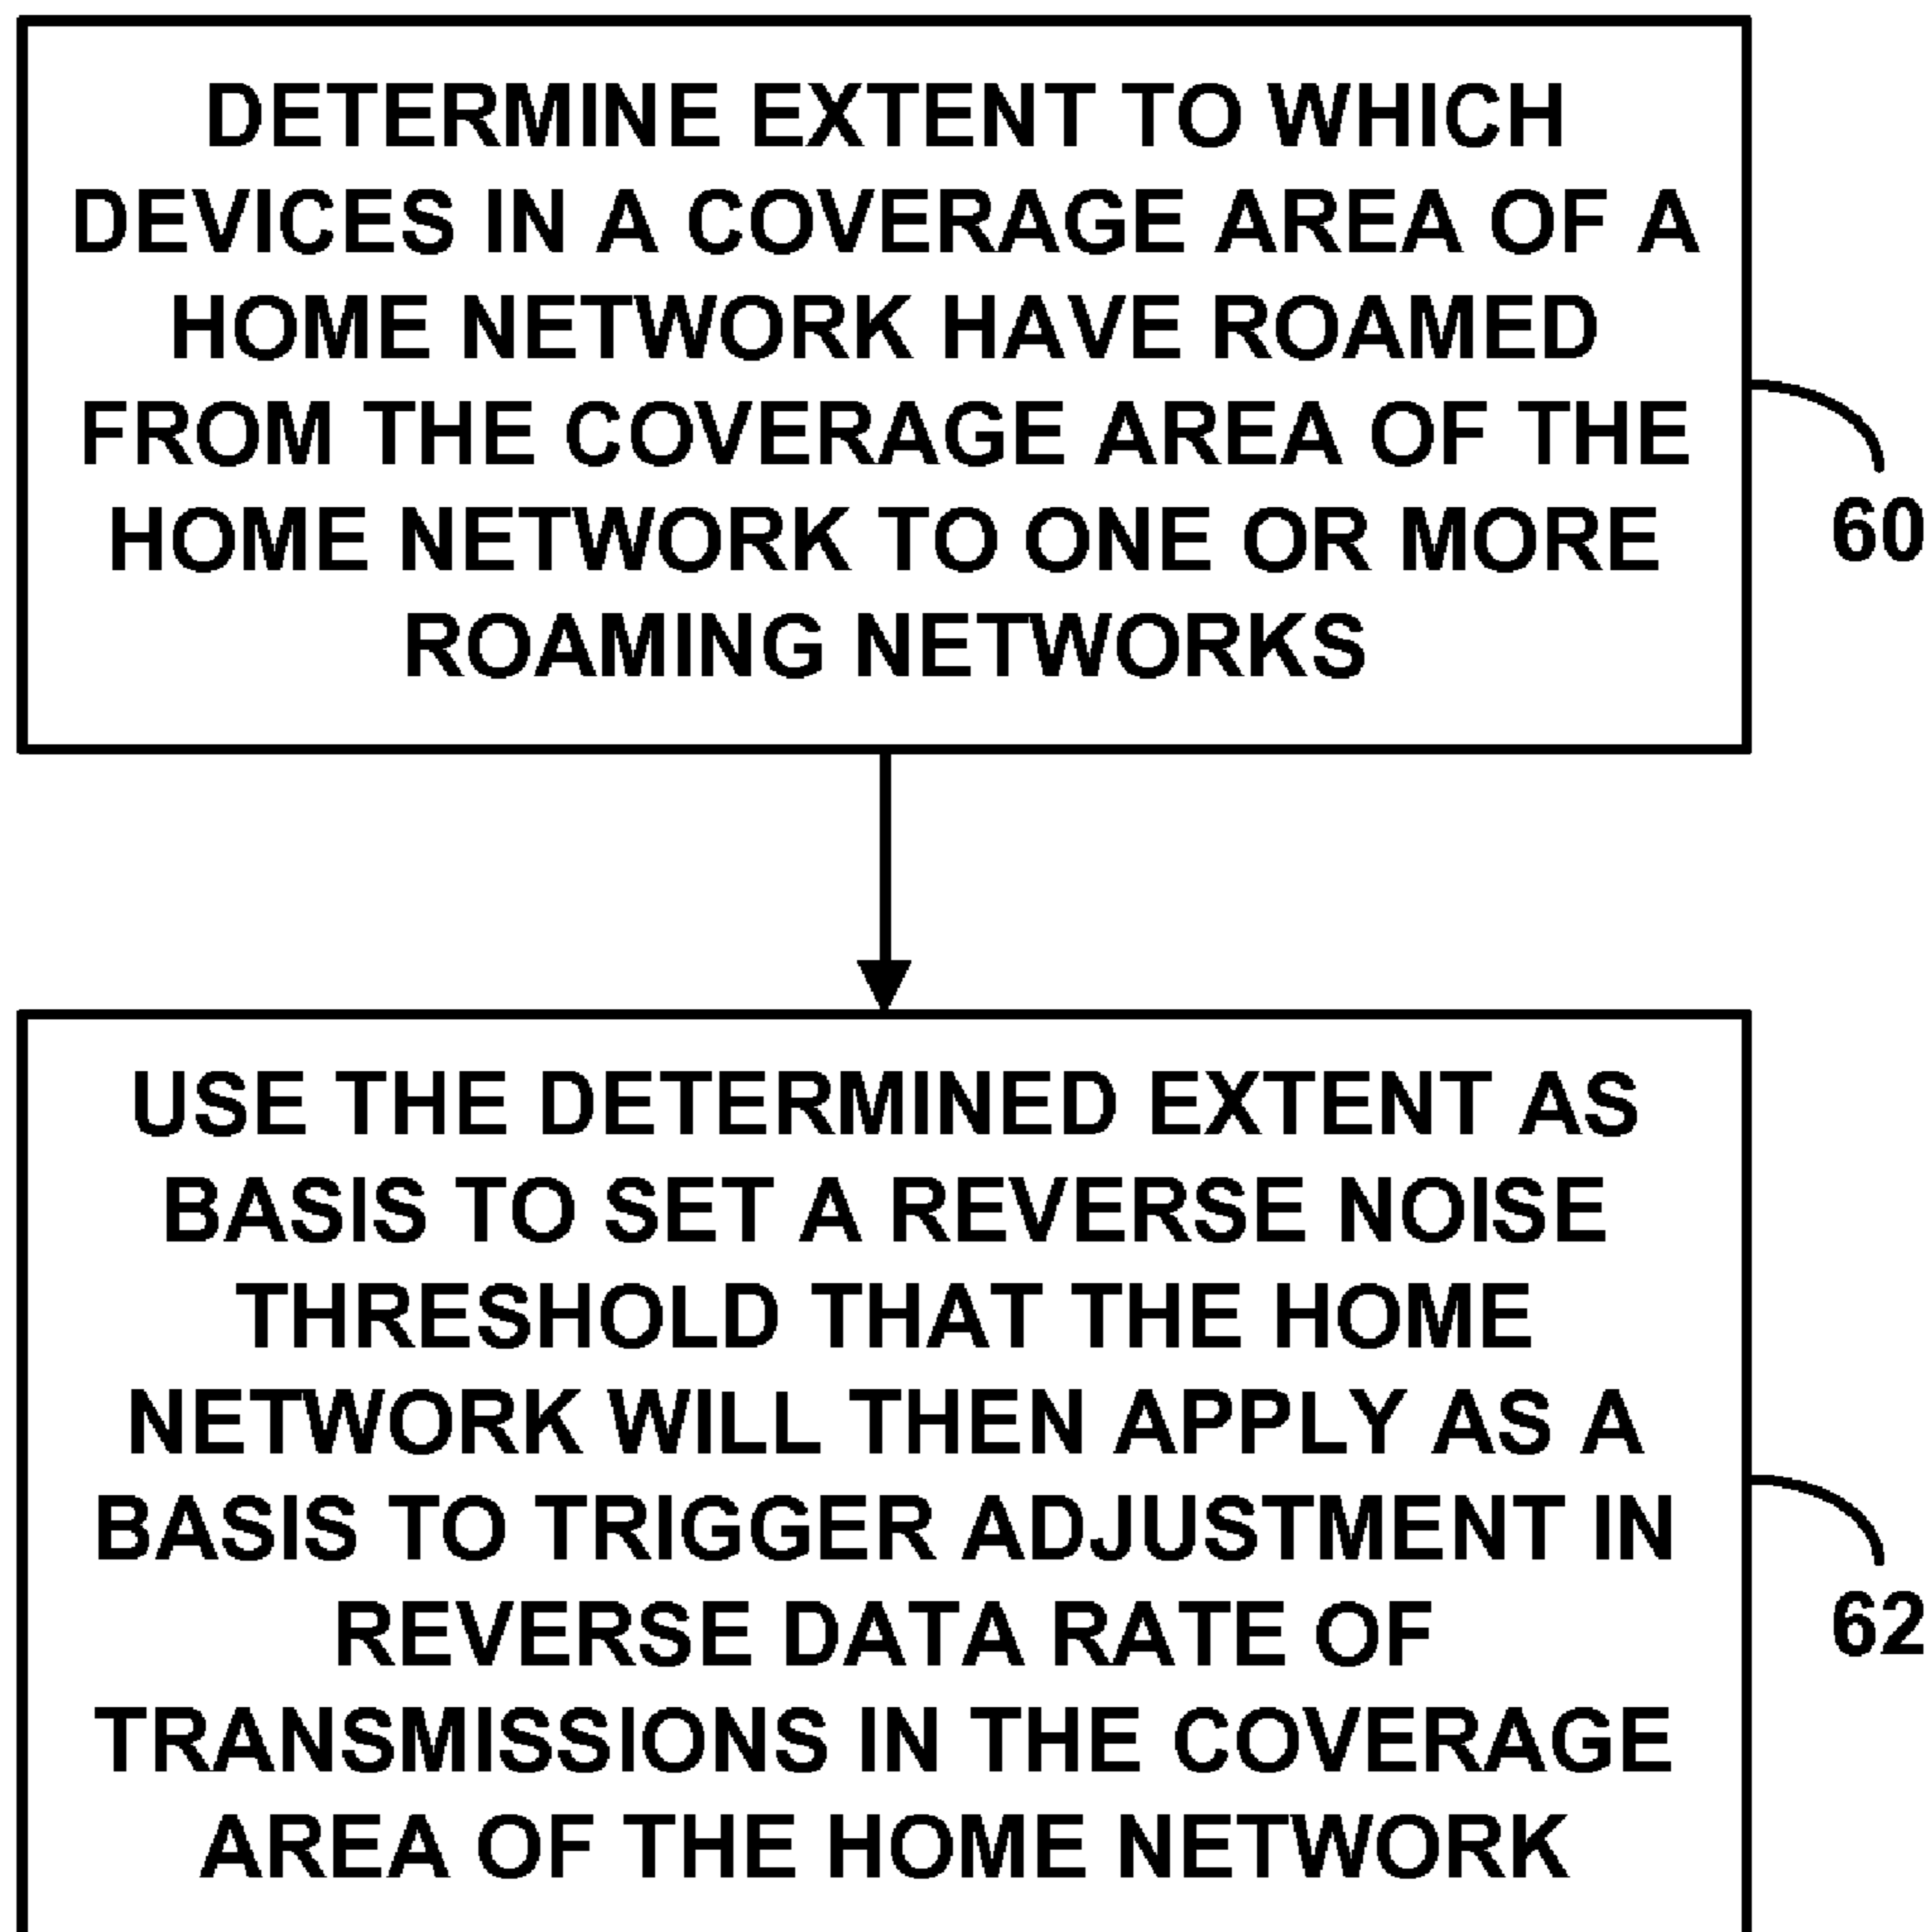 DETERMINE EXTENT TO WHICH
DEVICES IN A COVERAGE AREA OF A
HOME NETWORK HAVE ROAMED
FROM THE COVERAGE AREA OF THE
HOME NETWORK TO ONE OR MORE
ROAMING NETWORKS
60
USE THE DETERMINED EXTENT AS
BASIS TO SET A REVERSE NOISE
THRESHOLD THAT THE HOME
NETWORK WILL THEN APPLY AS A
BASIS TO TRIGGER ADJUSTMENT IN
REVERSE DATA RATE OF
TRANSMISSIONS IN THE COVERAGE
AREA OF THE HOME NETWORK
62